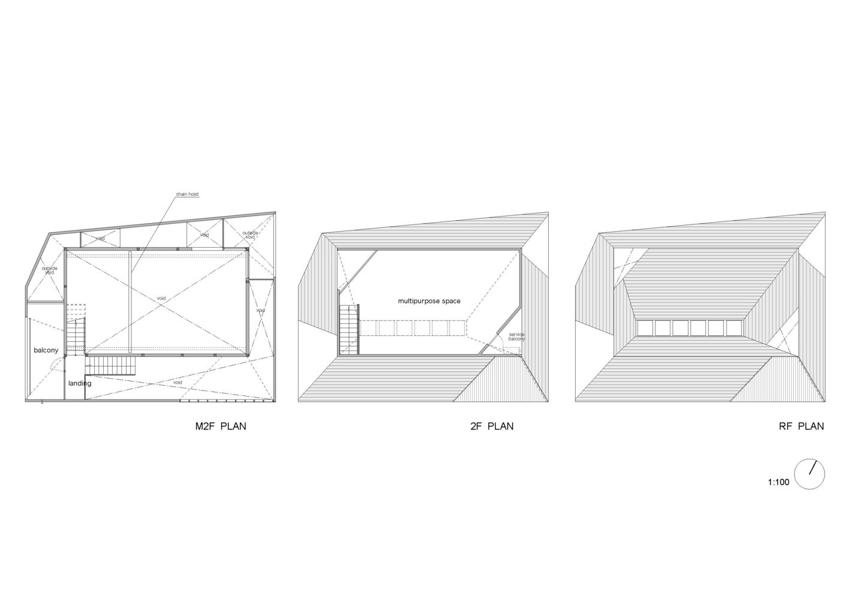 chain hoist
void
void
outside
void
outside
void
void
void
balcony
landing
void
multipurpose space
service
balcony
M2F PLAN
2F PLAN
RF PLAN
1:100